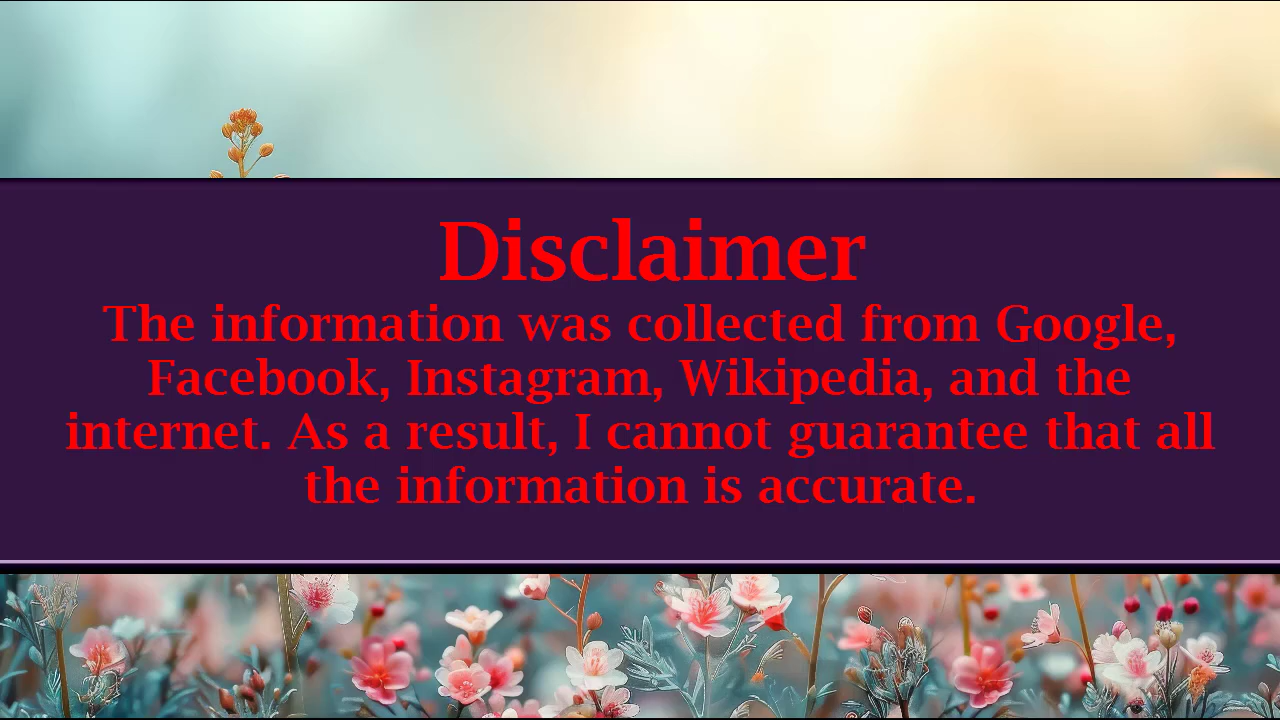 Disclaimer
The information was collected from Google,
Facebook, Instagram, Wikipedia, and the
internet. As a result, I cannot guarantee that all
the information is accurate.